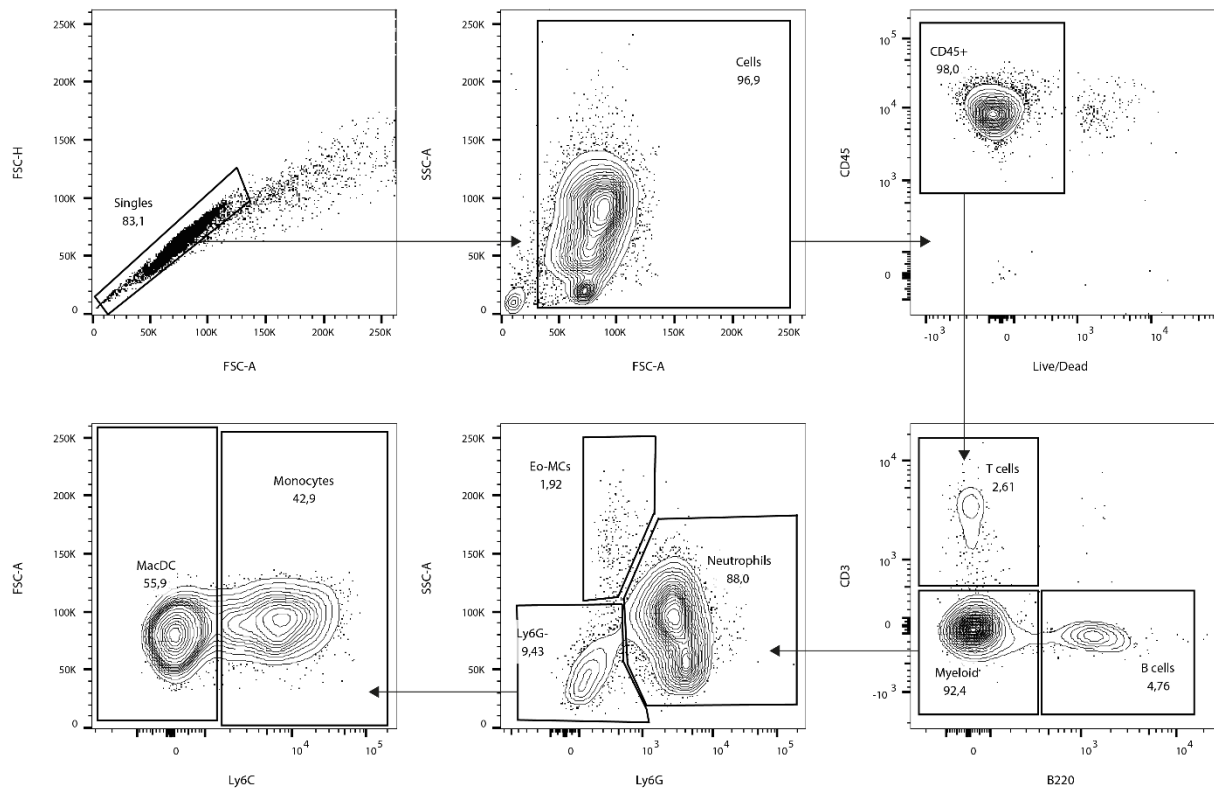 250K
200K
150K
100K
50K
0
FSC-H
Singles
83,1
0
50K
100K
150K
200K
250K
FSC-A
250K
200K
150K
100K
50K
0
SSC-A
Cells
96,9
0
50K
100K
150K
200K
250K
FSC-A
10⁵
10⁴
10³
0
CD45
CD45+
98,0
-10³
0
10³
10⁴
Live/Dead
250K
200K
150K
100K
50K
0
FSC-A
MacDC
55,9
Monocytes
42,9
0
10⁴
10⁵
Ly6C
250K
200K
150K
100K
50K
0
SSC-A
Eo-MCs
1,92
Neutrophils
88,0
Ly6G-
9,43
0
10³
10⁴
10⁵
Ly6G
10⁴
10³
0
-10³
CD3
T cells
2,61
Myeloid
92,4
B cells
4,76
0
10³
10⁴
B220